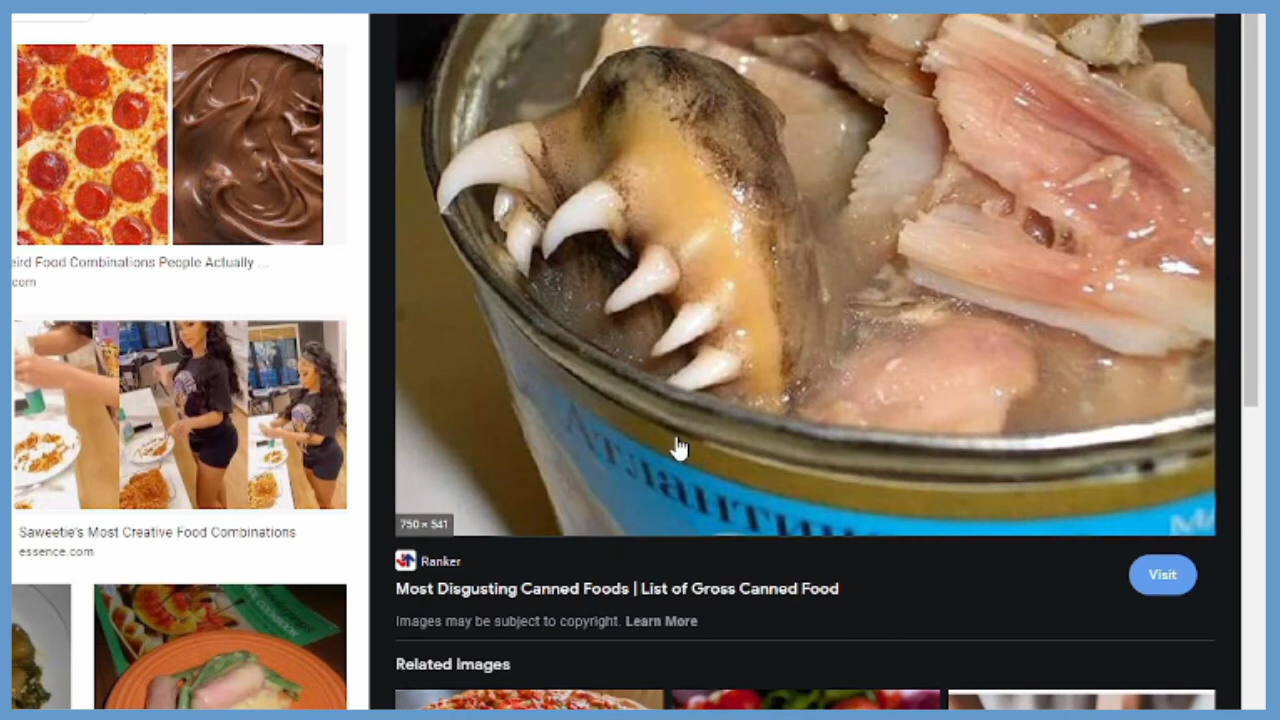 eird Food Combinations People Actually ...
com
Saweetie's Most Creative Food Combinations
essence.com
750 × 541
Ranker
Most Disgusting Canned Foods | List of Gross Canned Food
Visit
Images may be subject to copyright. Learn More
Related Images